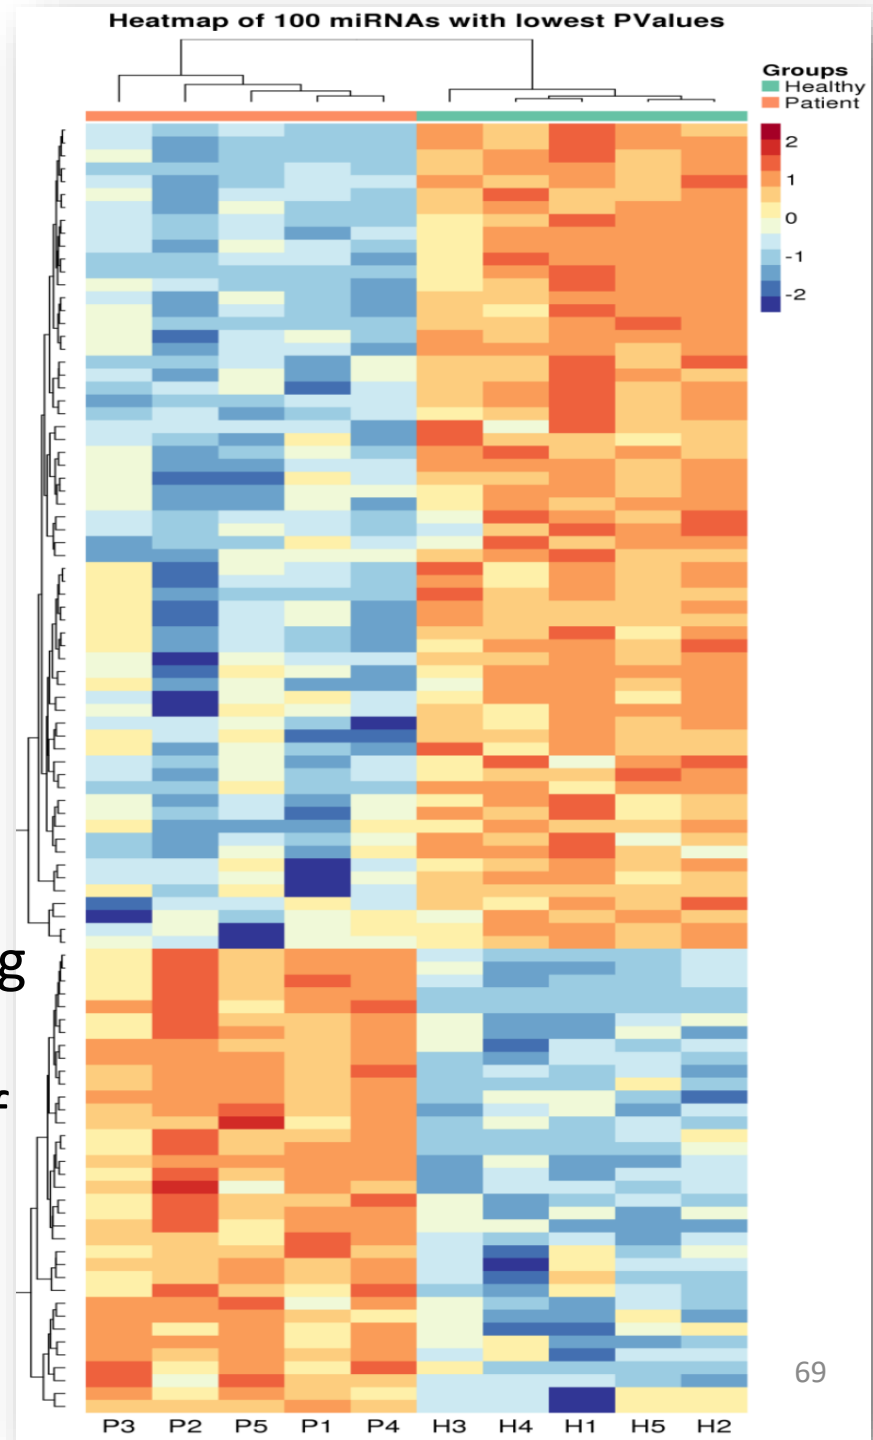 Heatmap of 100 miRNAs with lowest PValues
Groups
Healthy
Patient
2
1
0
-1
-2
g
f
69
P3 P2 P5 P1 P4 H3 H4 H1 H5 H2